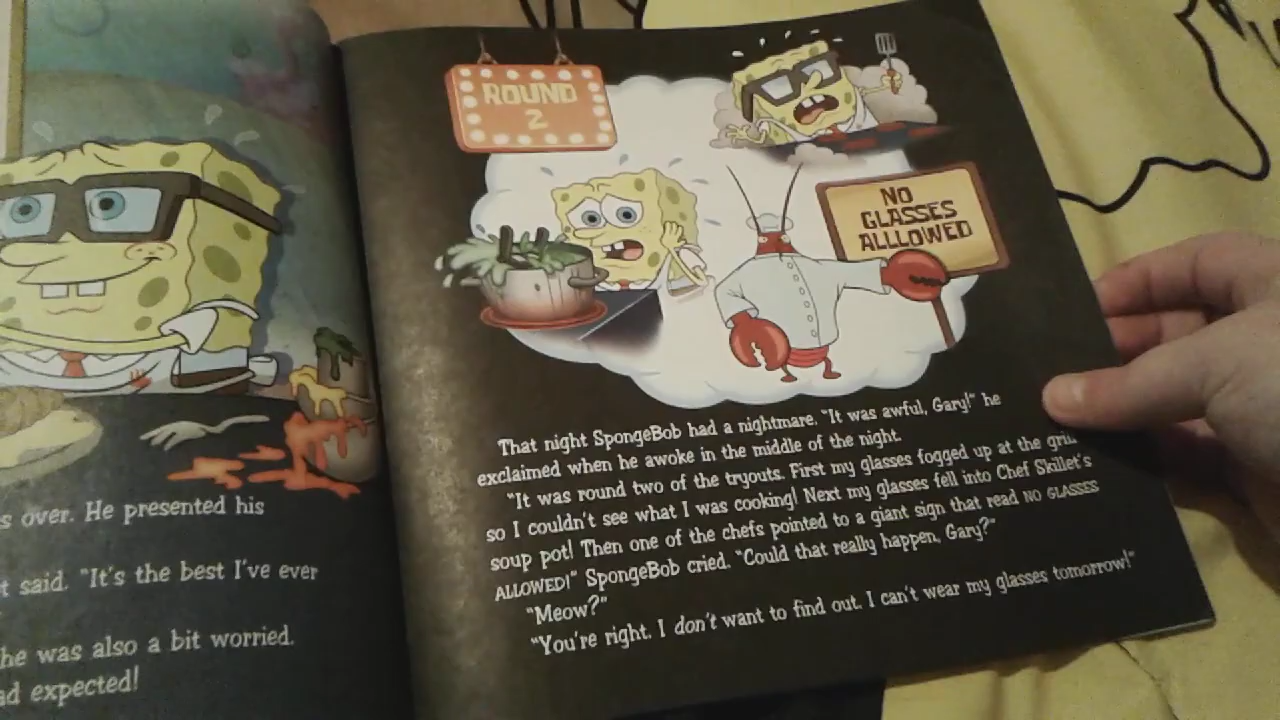 s over. He presented his
t said. "It's the best I've ever
he was also a bit worried.
ad expected!
ROUND
2
NO
GLASSES
ALLLOWED
That night SpongeBob had a nightmare. "It was awful, Gary!" he
exclaimed when he awoke in the middle of the night.
"It was round two of the tryouts. First my glasses fogged up at the grill
so I couldn't see what I was cooking! Next my glasses fell into Chef Skillet's
soup pot! Then one of the chefs pointed to a giant sign that read NO GLASSES
ALLOWED!" SpongeBob cried. "Could that really happen, Gary?"
"Meow?"
"You're right. I don't want to find out. I can't wear my glasses tomorrow!"